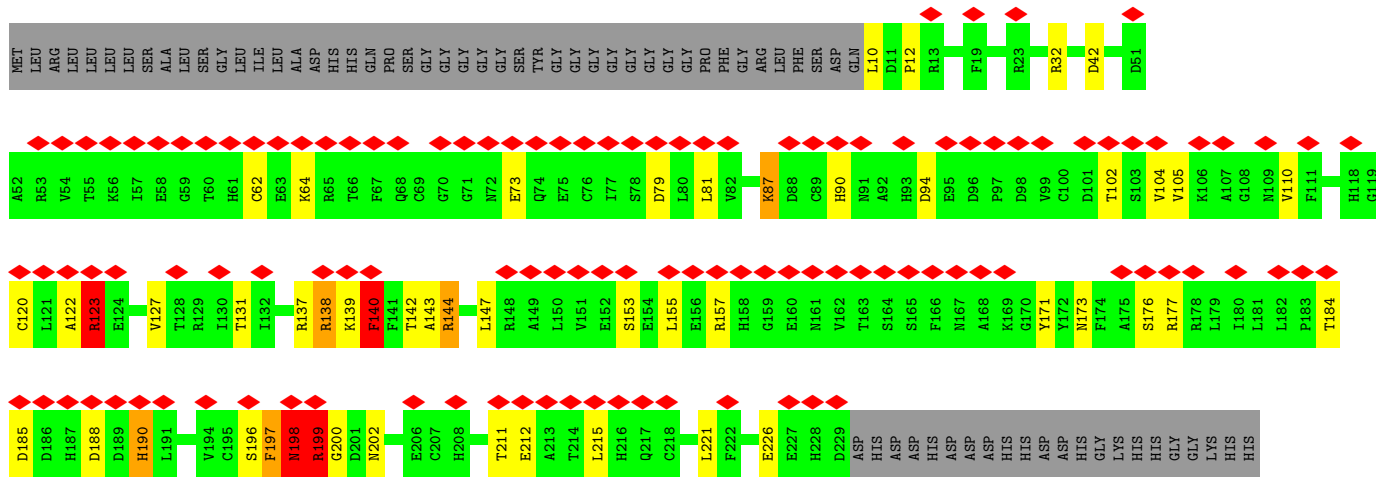 MET LEU ARG LEU LEU LEU LEU LEU SER ALA LEU SER GLY LEU ILE LEU ALA ASP HIS HIS GLN PRO SER GLY GLY GLY GLY GLY SER TYR GLY GLY GLY GLY GLY GLY GLY GLY PRO PHE GLY ARG LEU PHE SER ASP GLN L10 D11 P12 R13 F19 R23 R32 D42 D51
A52 R53 V54 T55 K56 I57 E58 G59 T60 H61 C62 E63 K64 R65 T66 F67 Q68 C69 G70 G71 N72 E73 Q74 E75 C76 I77 S78 D79 L80 L81 V82 K87 D88 C89 H90 N91 A92 H93 D94 E95 D96 P97 D98 V99 C100 D101 T102 S103 V104 V105 K106 A107 G108 N109 V110 F111 H118 G119
C120 L121 A122 R123 E124 V127 T128 R129 I130 T131 I132 R137 R138 K139 F140 F141 T142 A143 R144 L147 R148 A149 L150 V151 E152 S153 E154 L155 E156 R157 H158 G159 E160 N161 V162 T163 S164 S165 F166 N167 A168 K169 G170 Y171 Y172 N173 F174 A175 S176 R177 R178 L179 I180 L181 L182 P183 T184
D185 D186 H187 D188 D189 H190 L191 V194 C195 S196 F197 N198 R199 G200 D201 N202 E206 C207 H208 T211 E212 A213 T214 L215 H216 Q217 C218 L221 F222 E226 E227 H228 D229 ASP HIS ASP ASP HIS ASP HIS HIS ASP HIS HIS ASP ASP HIS GLY LYS HIS HIS GLY GLY LYS HIS HIS